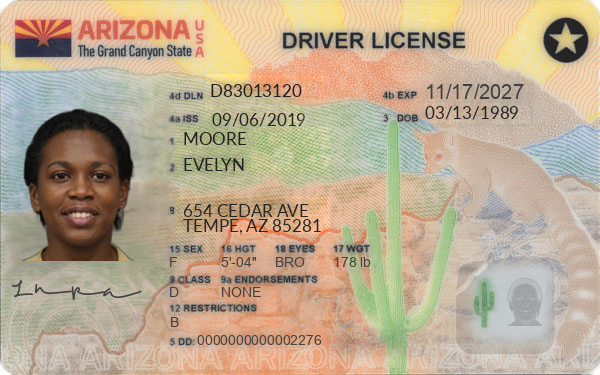 ARIZONA USA
The Grand Canyon State
DRIVER LICENSE
4d DLN D83013120 4b EXP 11/17/2027
4a ISS 09/06/2019 3 DOB 03/13/1989
1 MOORE
2 EVELYN
8 654 CEDAR AVE
TEMPE, AZ 85281
15 SEX 16 HGT 18 EYES 17 WGT
F 5'-04" BRO 178 lb
9 CLASS 9a ENDORSEMENTS
D NONE
12 RESTRICTIONS
B
5 DD: 0000000000002276
ARIZONA ARIZONA ARIZONA ARIZONA